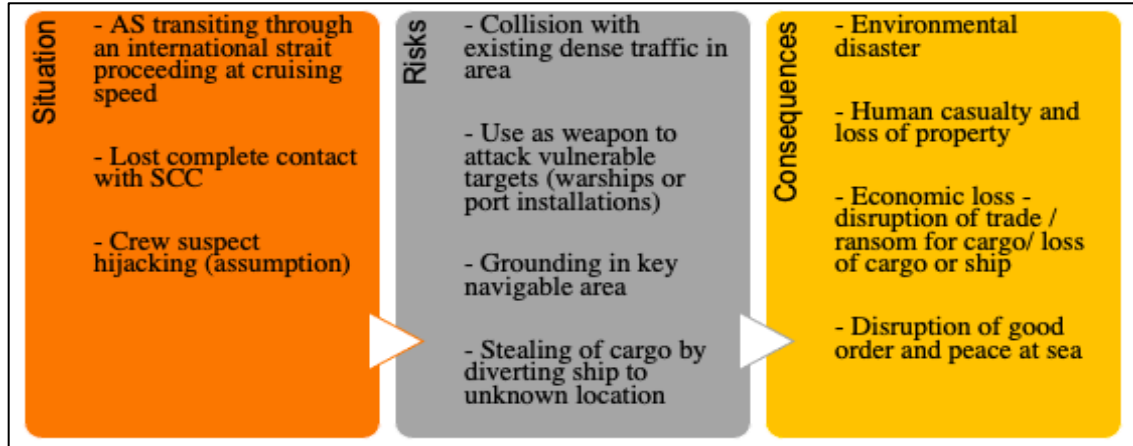 Situation
- AS transiting through
an international strait
proceeding at cruising
speed
- Lost complete contact
with SCC
- Crew suspect
hijacking (assumption)
Risks
- Collision with
existing dense traffic in
area
- Use as weapon to
attack vulnerable
targets (warships or
port installations)
- Grounding in key
navigable area
- Stealing of cargo by
diverting ship to
unknown location
Consequences
- Environmental
disaster
- Human casualty and
loss of property
- Economic loss -
disruption of trade /
ransom for cargo/ loss
of cargo or ship
- Disruption of good
order and peace at sea